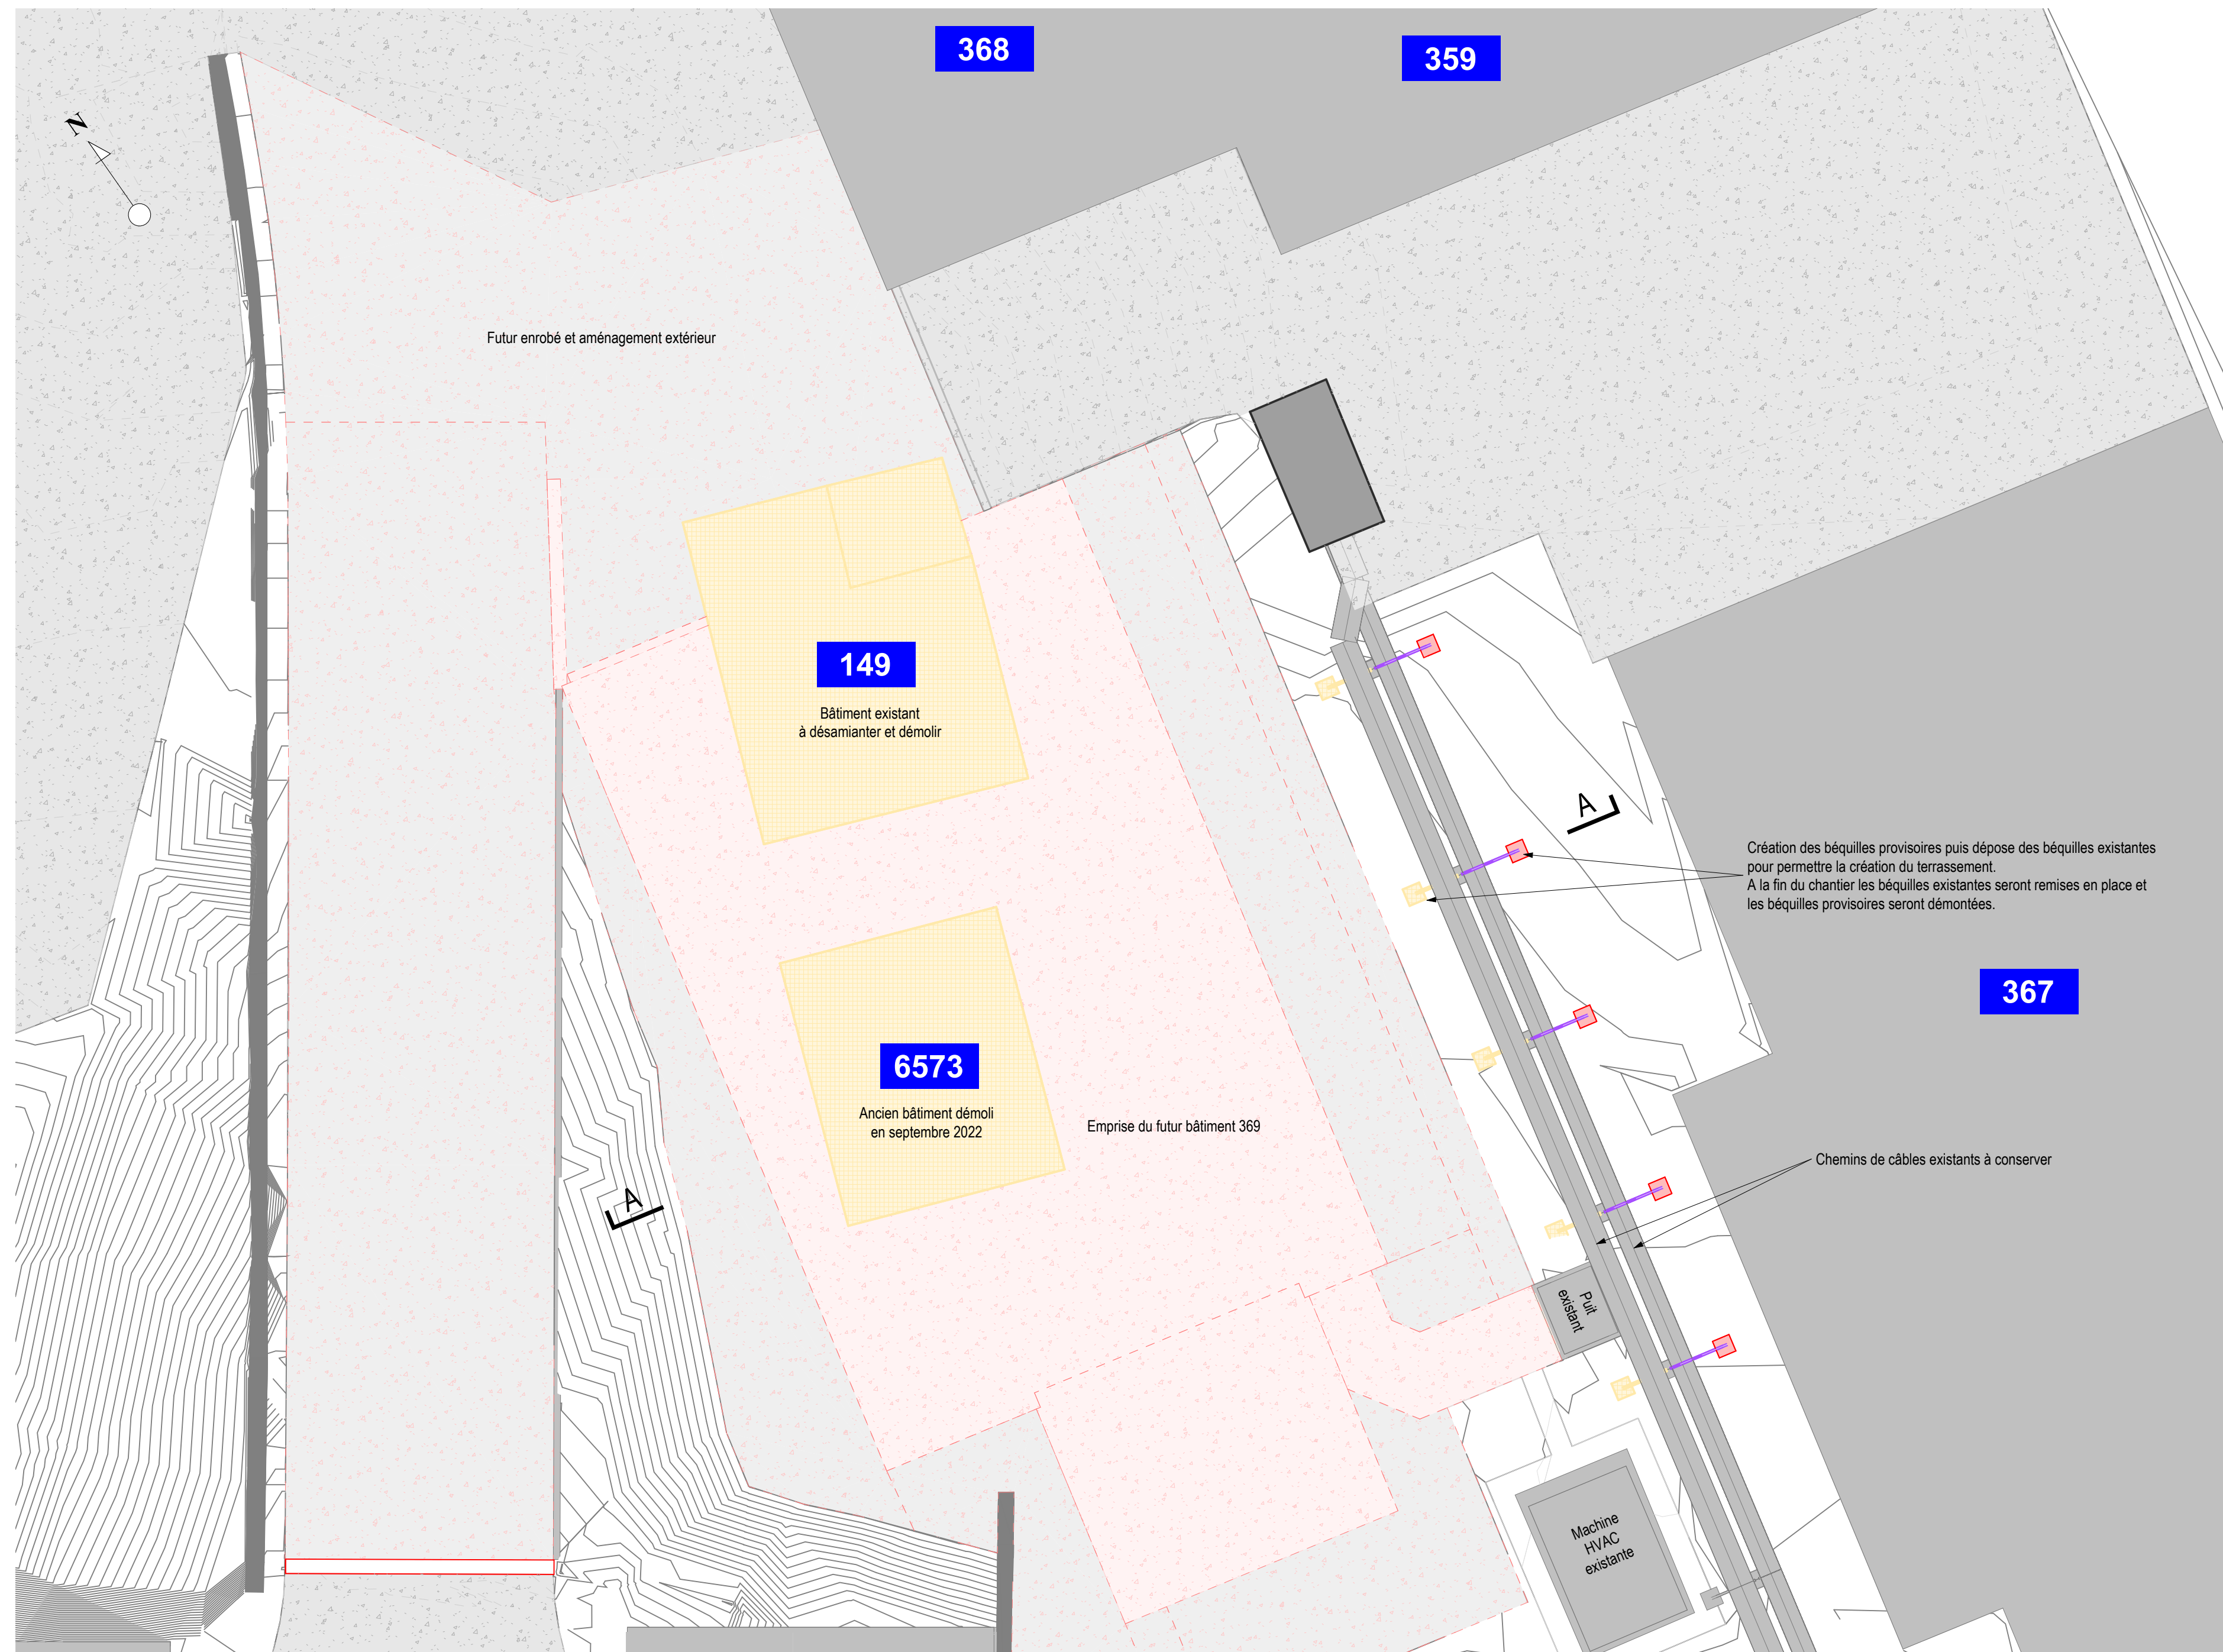 368
359
N
Futur enrobé et aménagement extérieur
149
Bâtiment existant
à désamianter et démolir
A
Création des béquilles provisoires puis dépose des béquilles existantes
pour permettre la création du terrassement.
A la fin du chantier les béquilles existantes seront remises en place et
les béquilles provisoires seront démontées.
367
6573
Ancien bâtiment démoli
en septembre 2022
Emprise du futur bâtiment 369
Chemins de câbles existants à conserver
A
Puit
existant
Machine
HVAC
existante